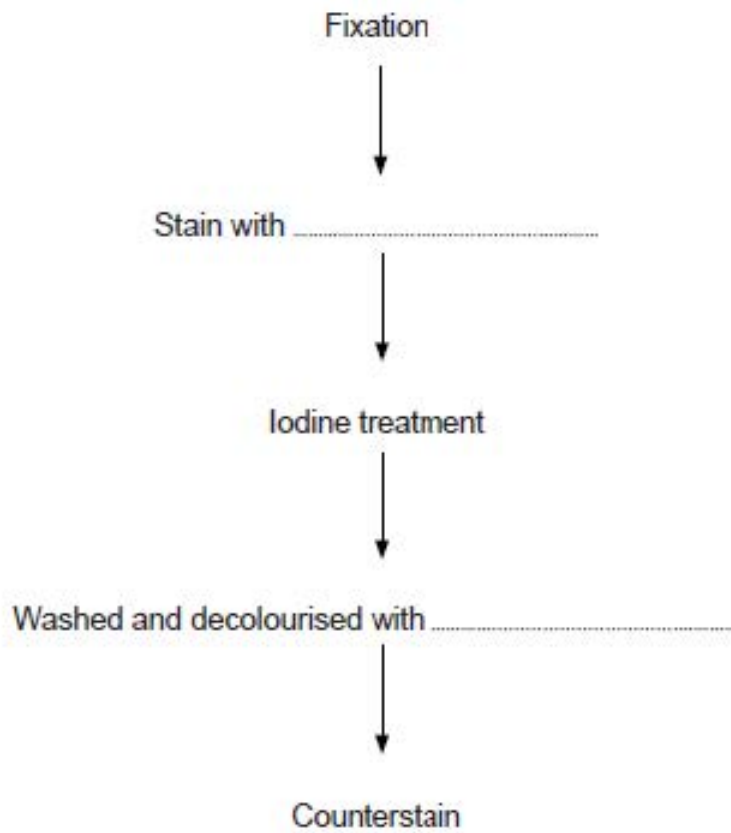 Fixation
Stain with ........................................
Iodine treatment
Washed and decolourised with ........................................
Counterstain